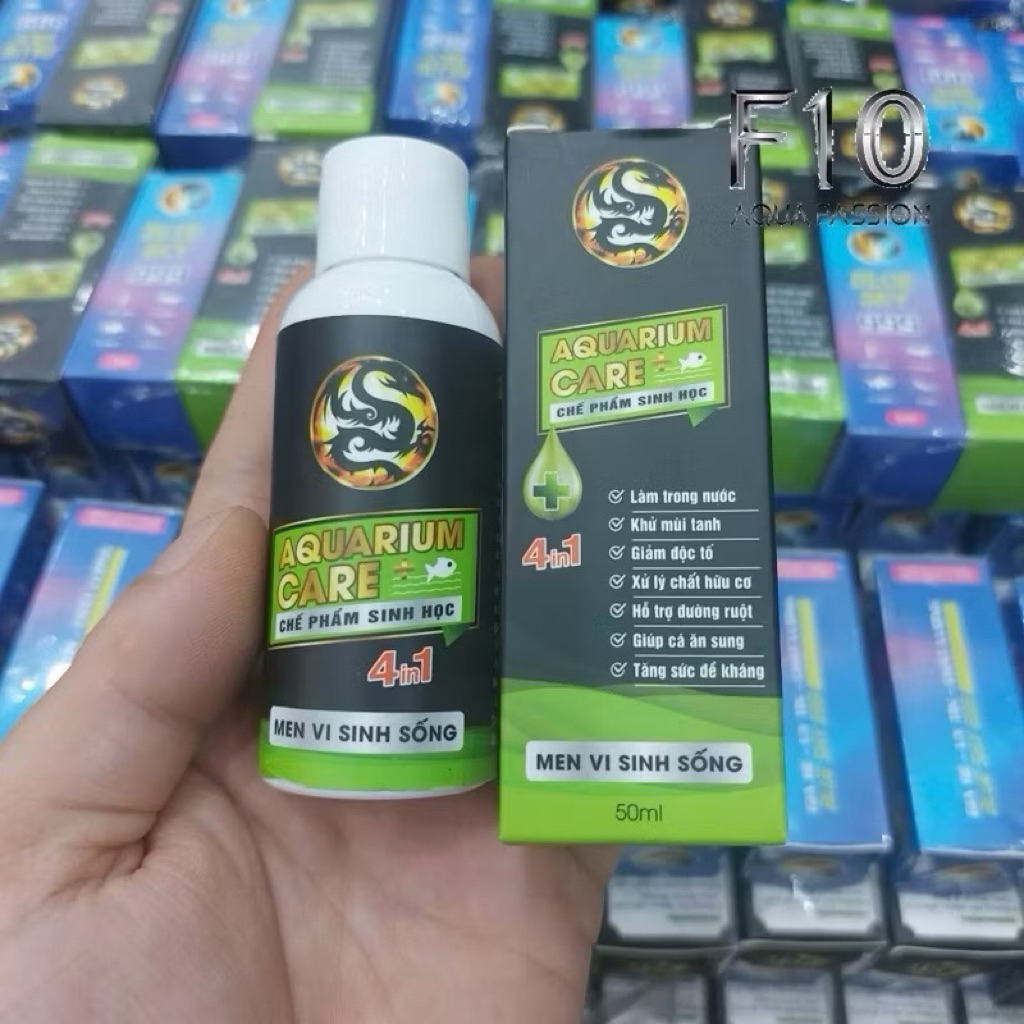 F10
AQUA PASSION
AQUARIUM
CARE
CHẾ PHẨM SINH HỌC
4in1
MEN VI SINH SỐNG
AQUARIUM
CARE
CHẾ PHẨM SINH HỌC
4in1
Làm trong nước
Khử mùi tanh
Giảm độc tố
Xử lý chất hữu cơ
Hỗ trợ đường ruột
Giúp cá ăn sung
Tăng sức đề kháng
MEN VI SINH SỐNG
50ml